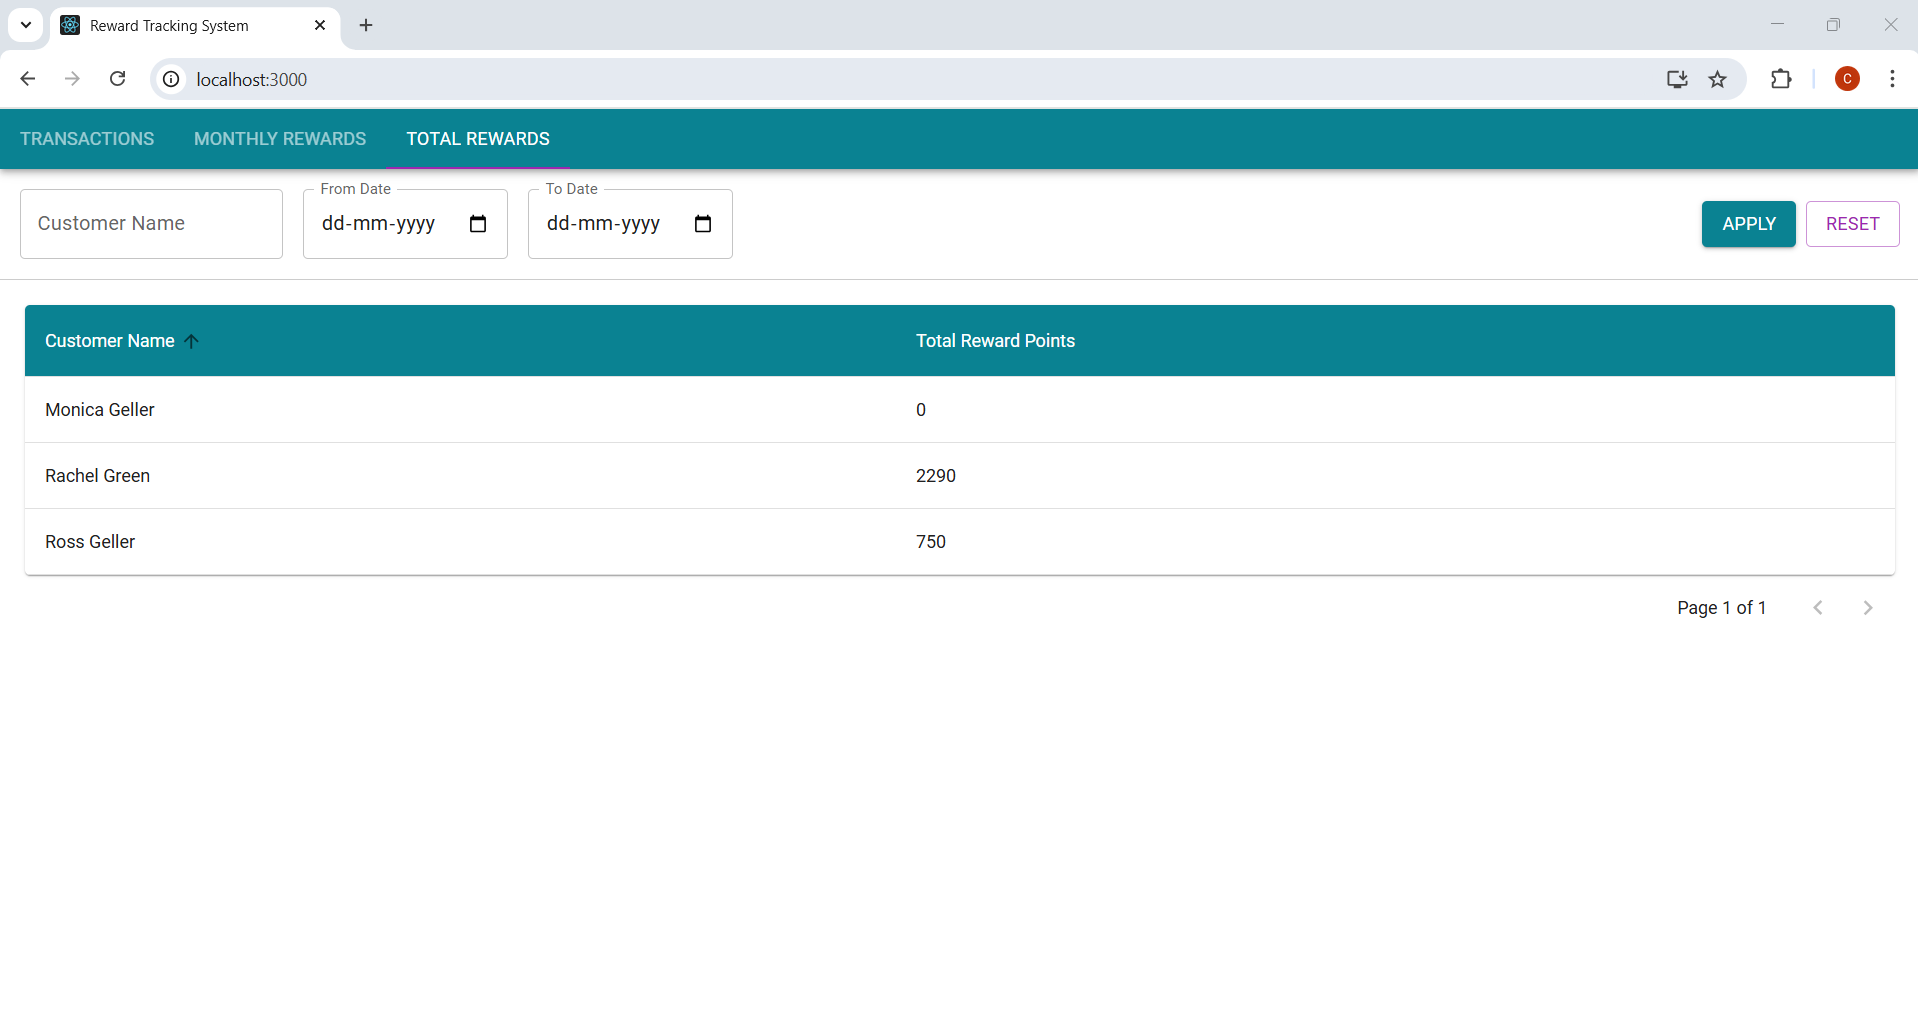 Reward Tracking System
localhost:3000
C
TRANSACTIONS MONTHLY REWARDS TOTAL REWARDS
From Date To Date
Customer Name dd-mm-yyyy dd-mm-yyyy APPLY RESET
Customer Name Total Reward Points
Monica Geller 0
Rachel Green 2290
Ross Geller 750
Page 1 of 1